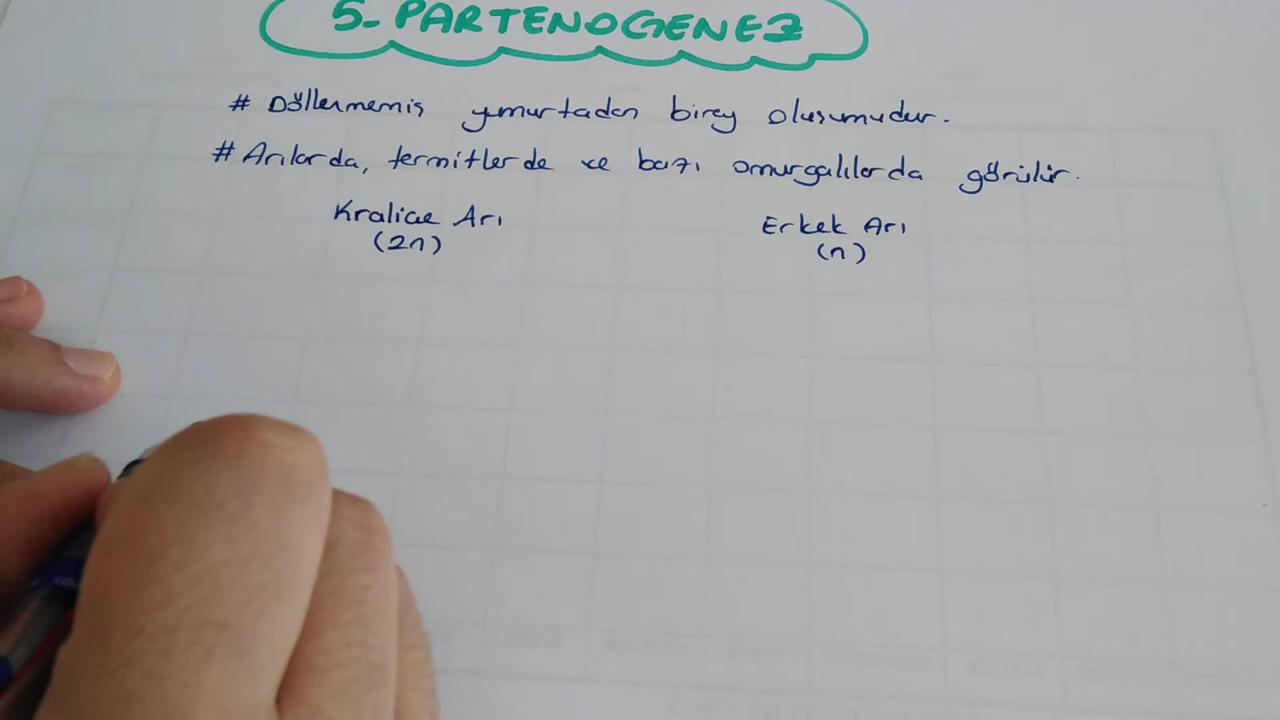 5- PARTENOGENEZ
# Döllenmemiş yumurtadan birey oluşumudur.
# Arılarda, termitlerde ve bazı omurgalılarda görülür.
Kraliçe Arı Erkek Arı
(2n) (n)